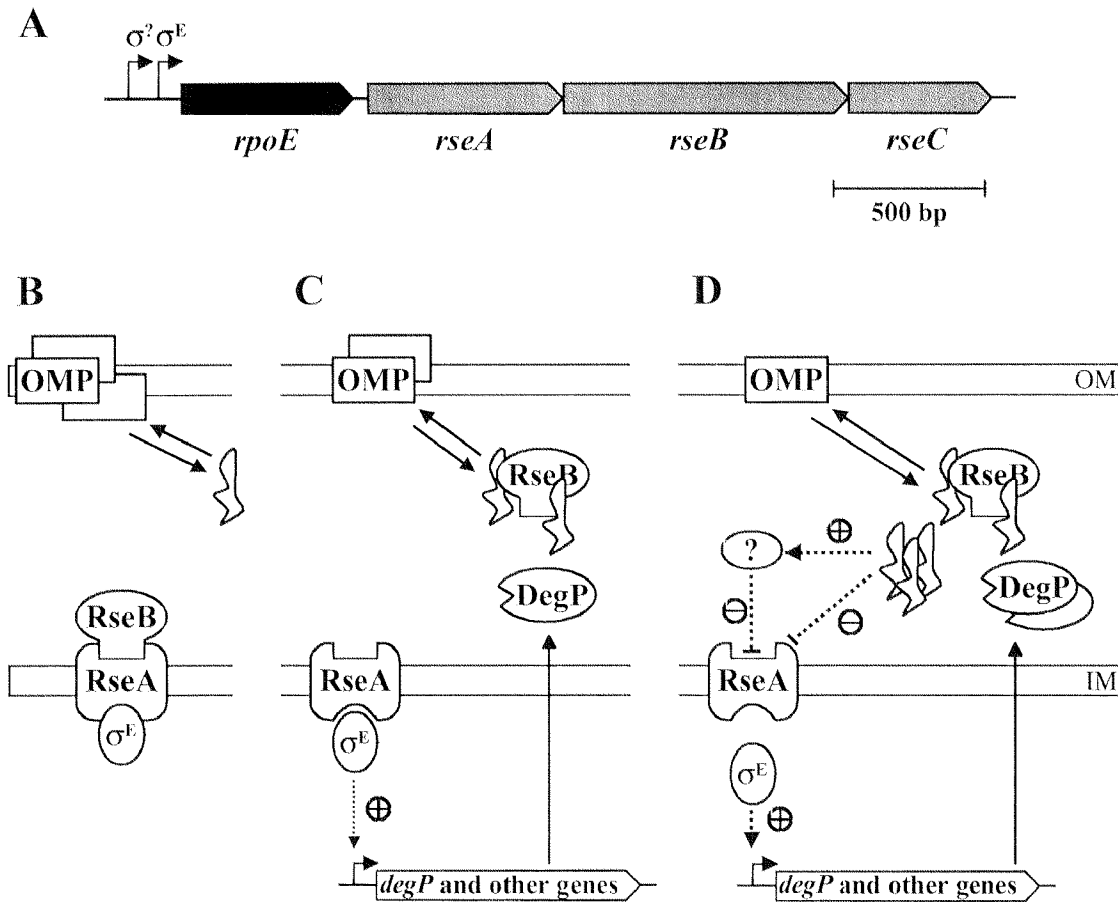 A
σ? σE
rpoE rseA rseB rseC
500 bp
B C D
OMP OMP OMP OM
RseB RseB
? ⊕
DegP DegP
⊖ ⊖
RseB
RseA RseA RseA IM
σE σE
σE
⊕ ⊕
degP and other genes degP and other genes